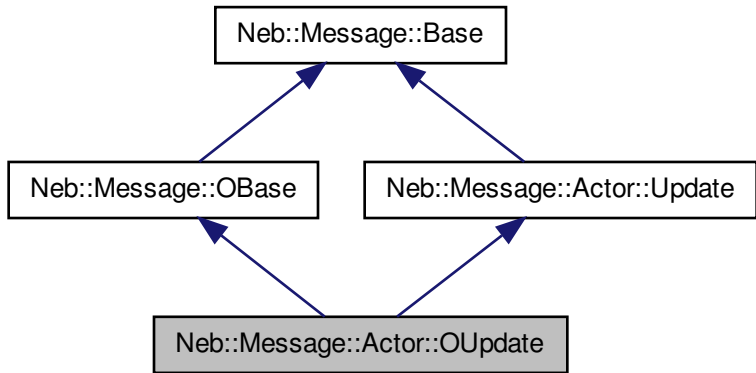 Neb::Message::Base
Neb::Message::OBase
Neb::Message::Actor::Update
Neb::Message::Actor::OUpdate